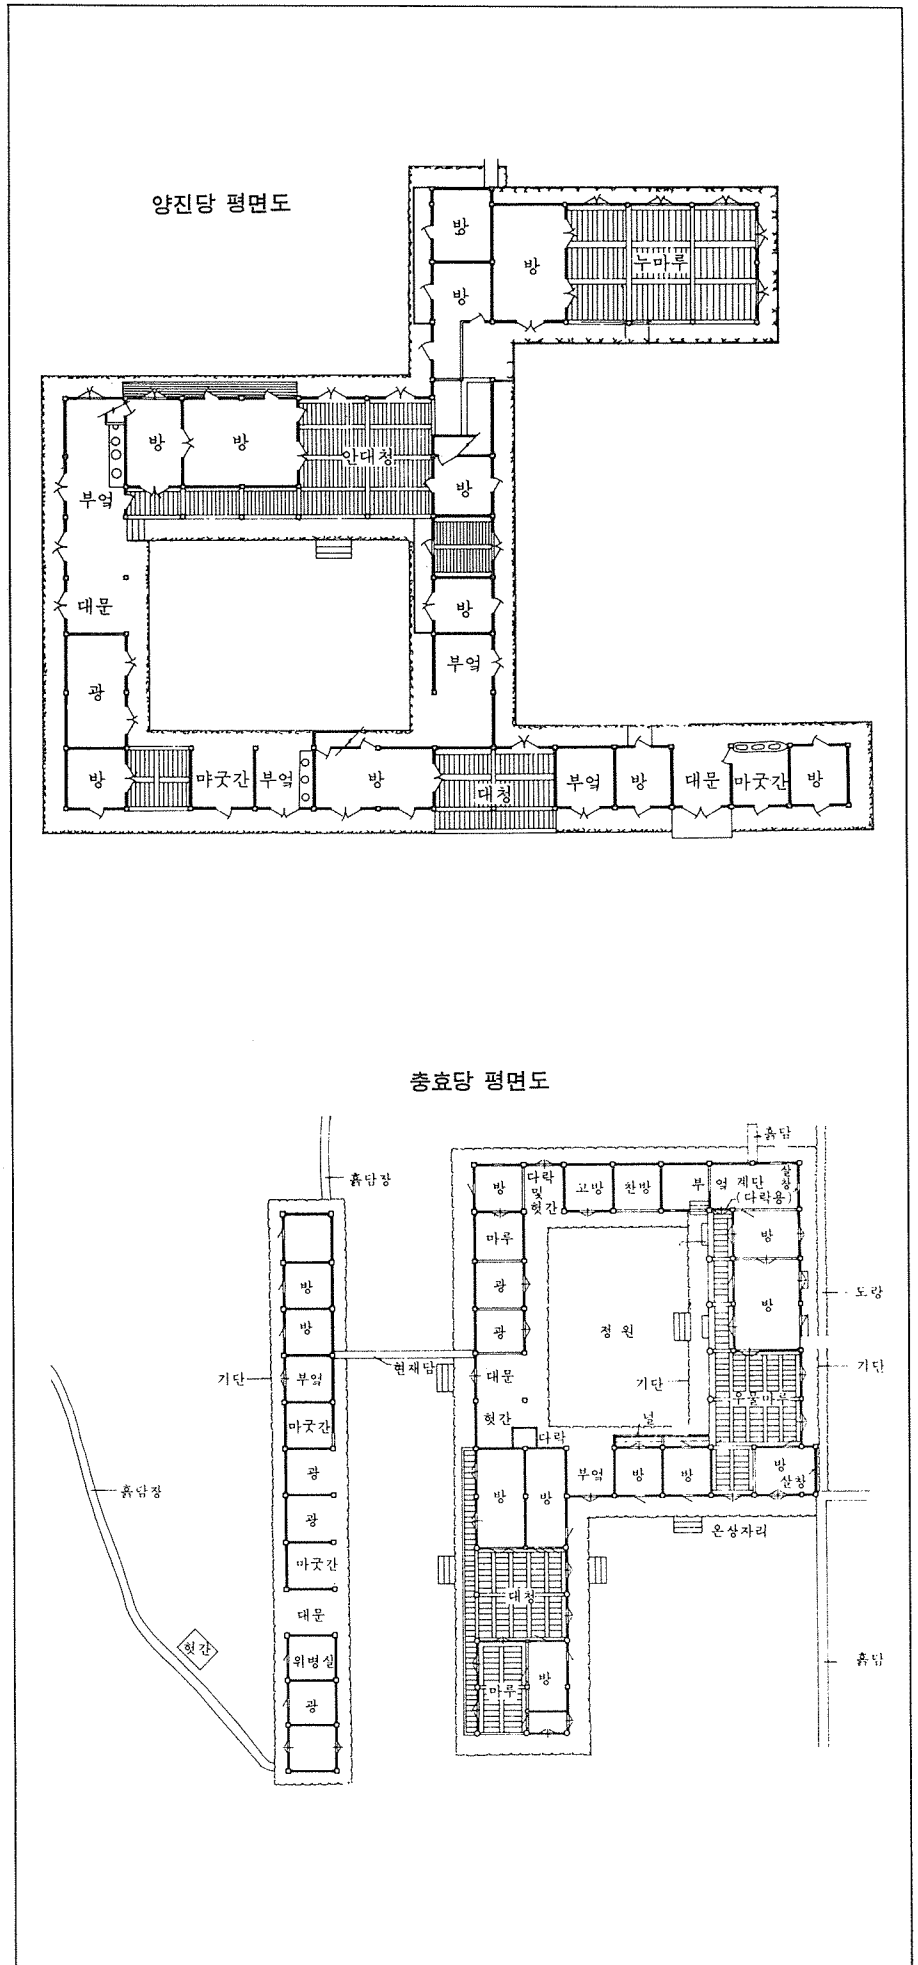 양진당 평면도
방
방
방
누마루
방
방
안대청
부엌
방
대문
방
부엌
광
방
마굿간
부엌
방
대청
부엌
방
대문
마굿간
방
충효당 평면도
흙담
흙담장
방
다락
및
헛간
고방
찬방
부엌
계단
(다락용)
살창
마루
방
광
방
도랑
방
광
정원
방
현재담
기단
부엌
대문
기단
기단
마굿간
헛간
다락
널
우물마루
광
방
방
부엌
방
방
방
살창
흙담장
광
온상자리
마굿간
대청
대문
헛간
위병실
방
마루
흙담
광